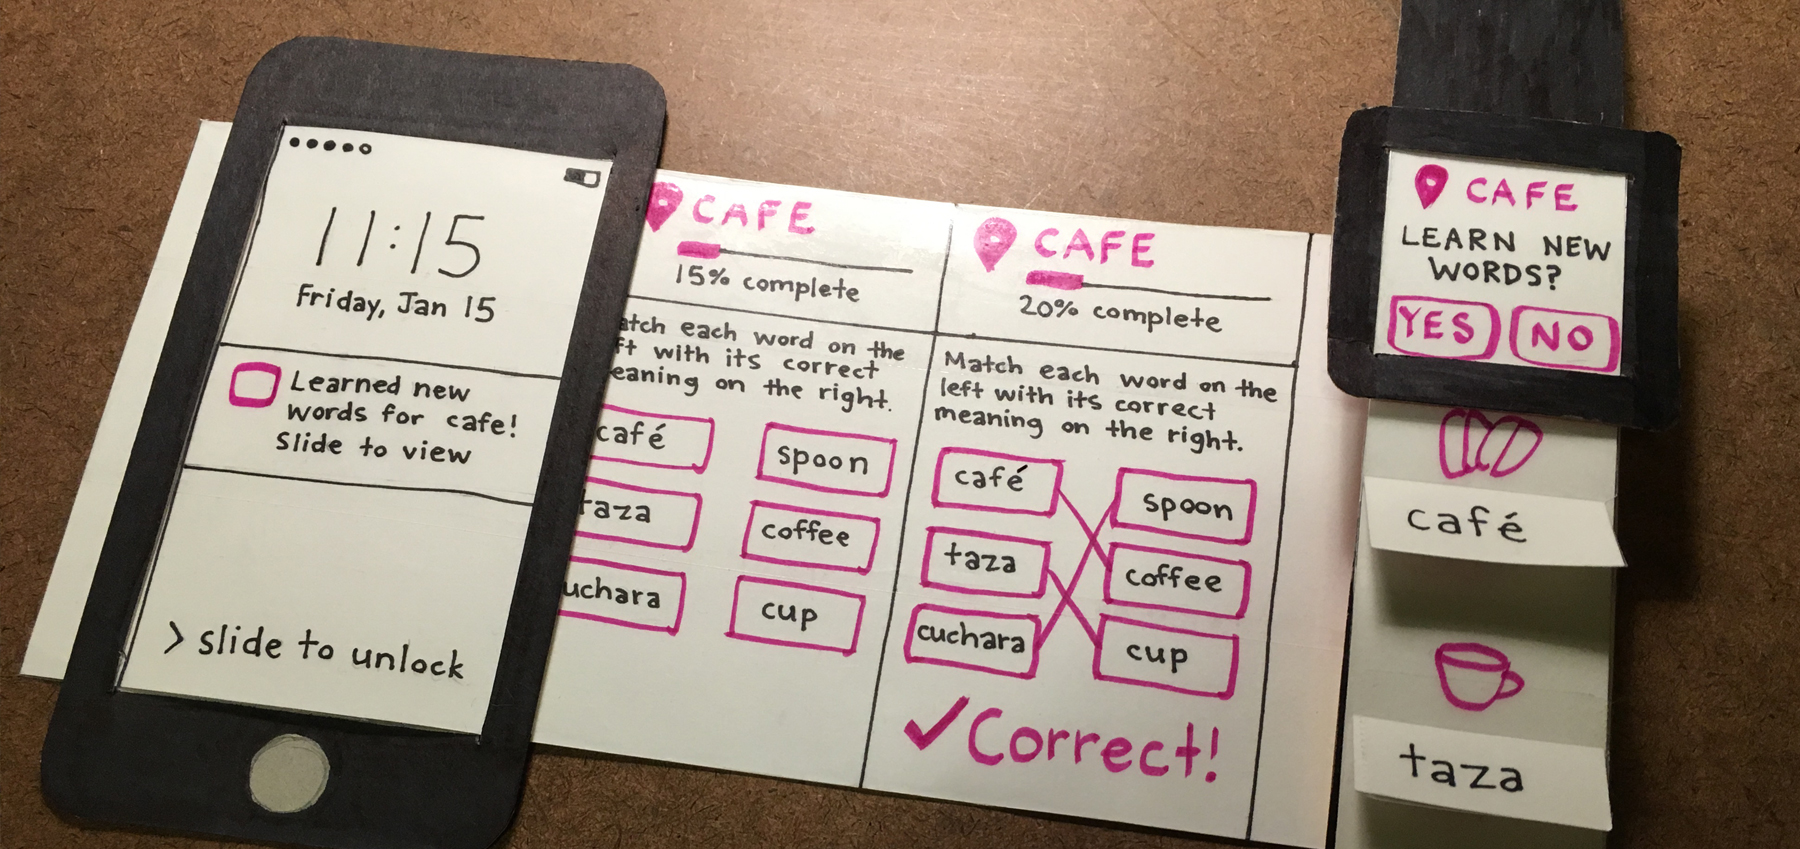 11:15
Friday, Jan 15
Learned new
words for cafe!
Slide to view
> slide to unlock
CAFE
15% complete
atch each word on the
ft with its correct
eaning on the right.
café
spoon
taza
coffee
uchara
cup
CAFE
20% complete
Match each word on the
left with its correct
meaning on the right.
café
spoon
taza
coffee
cuchara
cup
✓Correct!
CAFE
LEARN NEW
WORDS?
YES NO
café
taza